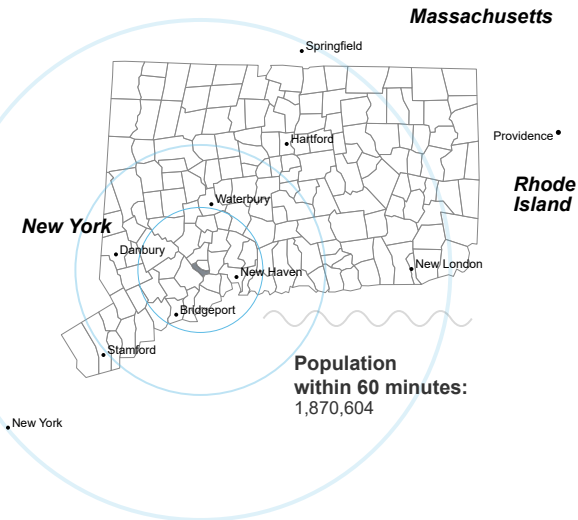 Massachusetts
Springfield
Providence
Hartford
Rhode
Island
Waterbury
New York
Danbury
New Haven
New London
Bridgeport
Stamford
Population
within 60 minutes:
1,870,604
New York